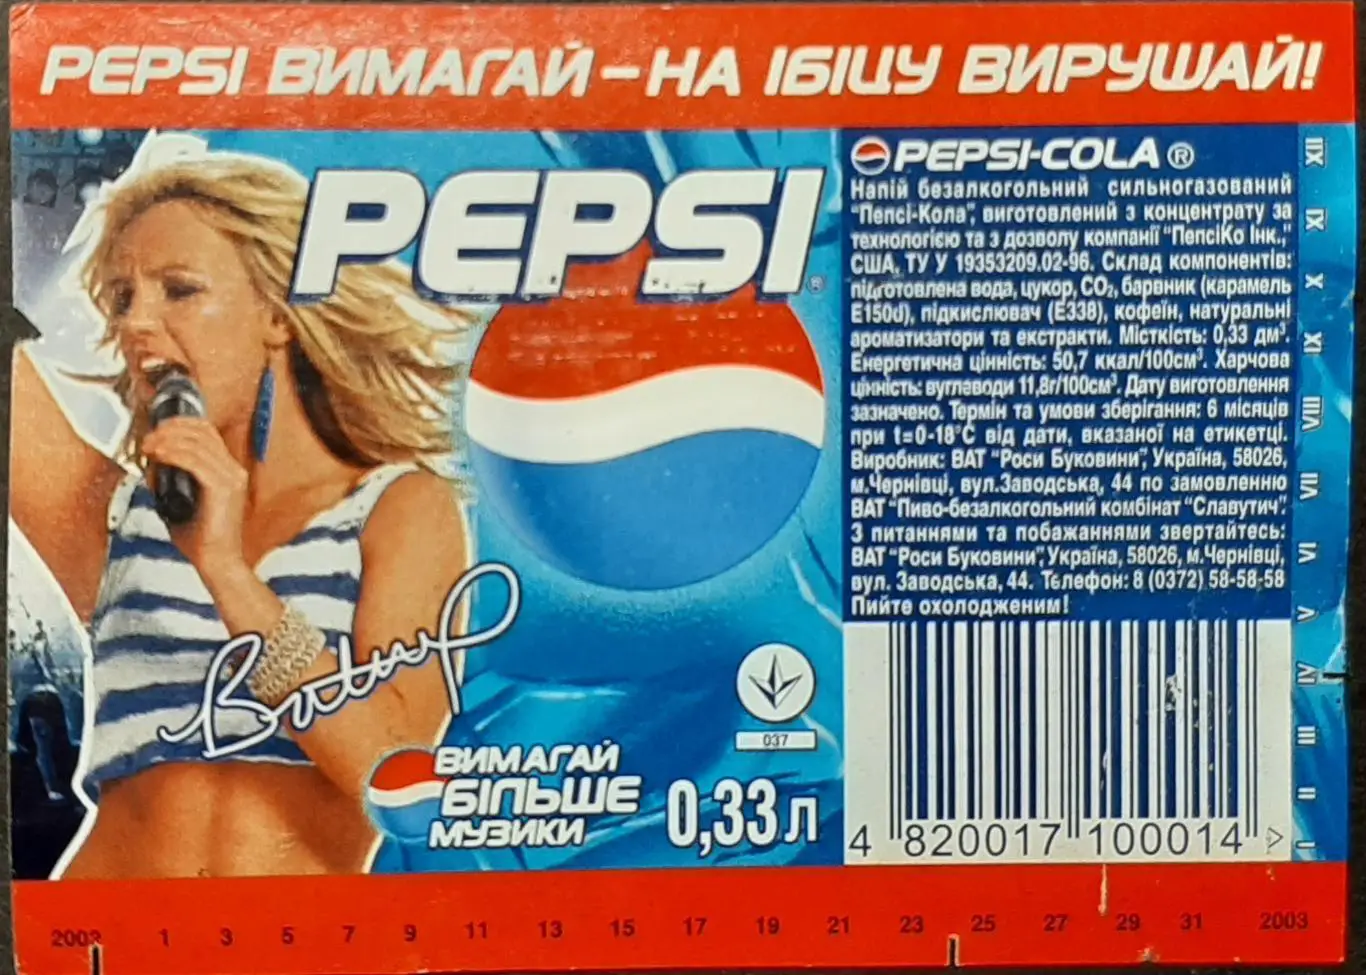 PEPSI ВИМАГАЙ – НА ІБІЦУ ВИРУШАЙ!
PEPSI®
ВИМАГАЙ
БІЛЬШЕ
МУЗИКИ
037
0,33 л
PEPSI-COLA ®
Напій безалкогольний сильногазований
"Пепсі-Кола", виготовлений з концентрату за
технологією та з дозволу компанії "ПепсіКо Інк.,"
США, ТУ У 19353209.02-96. Склад компонентів:
підготовлена вода, цукор, CO₂, барвник (карамель
Е150d), підкислювач (Е338), кофеїн, натуральні
ароматизатори та екстракти. Місткість: 0,33 дм³.
Енергетична цінність: 50,7 ккал/100см³. Харчова
цінність: вуглеводи 11,8г/100см³. Дату виготовлення
зазначено. Термін та умови зберігання: 6 місяців
при t=0-18°С від дати, вказаної на етикетці.
Виробник: ВАТ "Роси Буковини", Україна, 58026,
м.Чернівці, вул.Заводська, 44 по замовленню
ВАТ "Пиво-безалкогольний комбінат "Славутич".
З питаннями та побажаннями звертайтесь:
ВАТ "Роси Буковини", Україна, 58026, м.Чернівці,
вул. Заводська, 44. Телефон: 8 (0372) 58-58-58
Пийте охолодженим!
4 820017 100014
XII
XI
X
IX
VIII
VII
VI
V
IV
III
II
I
2002 1 3 5 7 9 11 13 15 17 19 21 23 25 27 29 31 2003